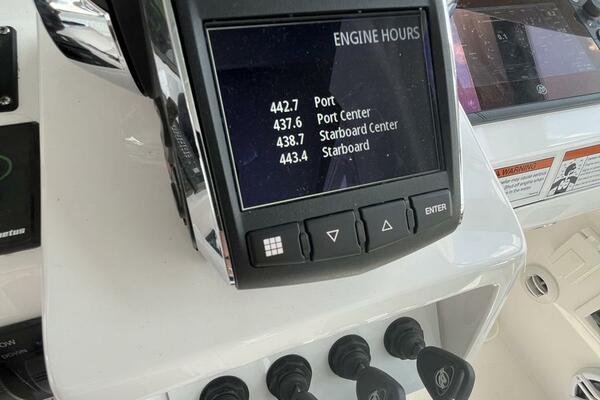 ENGINE HOURS
442.7 Port
437.6 Port Center
438.7 Starboard Center
443.4 Starboard
ENTER
WARNING